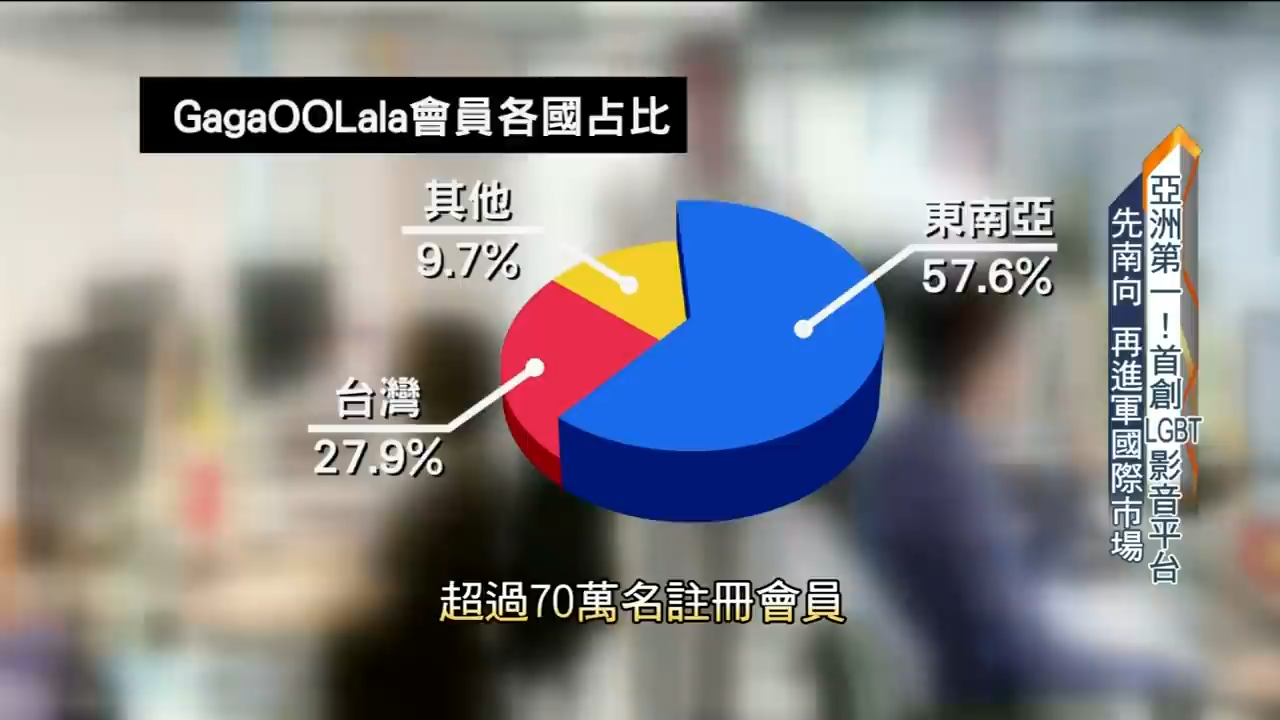 GagaOOLala會員各國占比
其他
9.7%
東南亞
57.6%
台灣
27.9%
超過70萬名註冊會員
亞洲第一！首創LGBT影音平台
先南向 再進軍國際市場